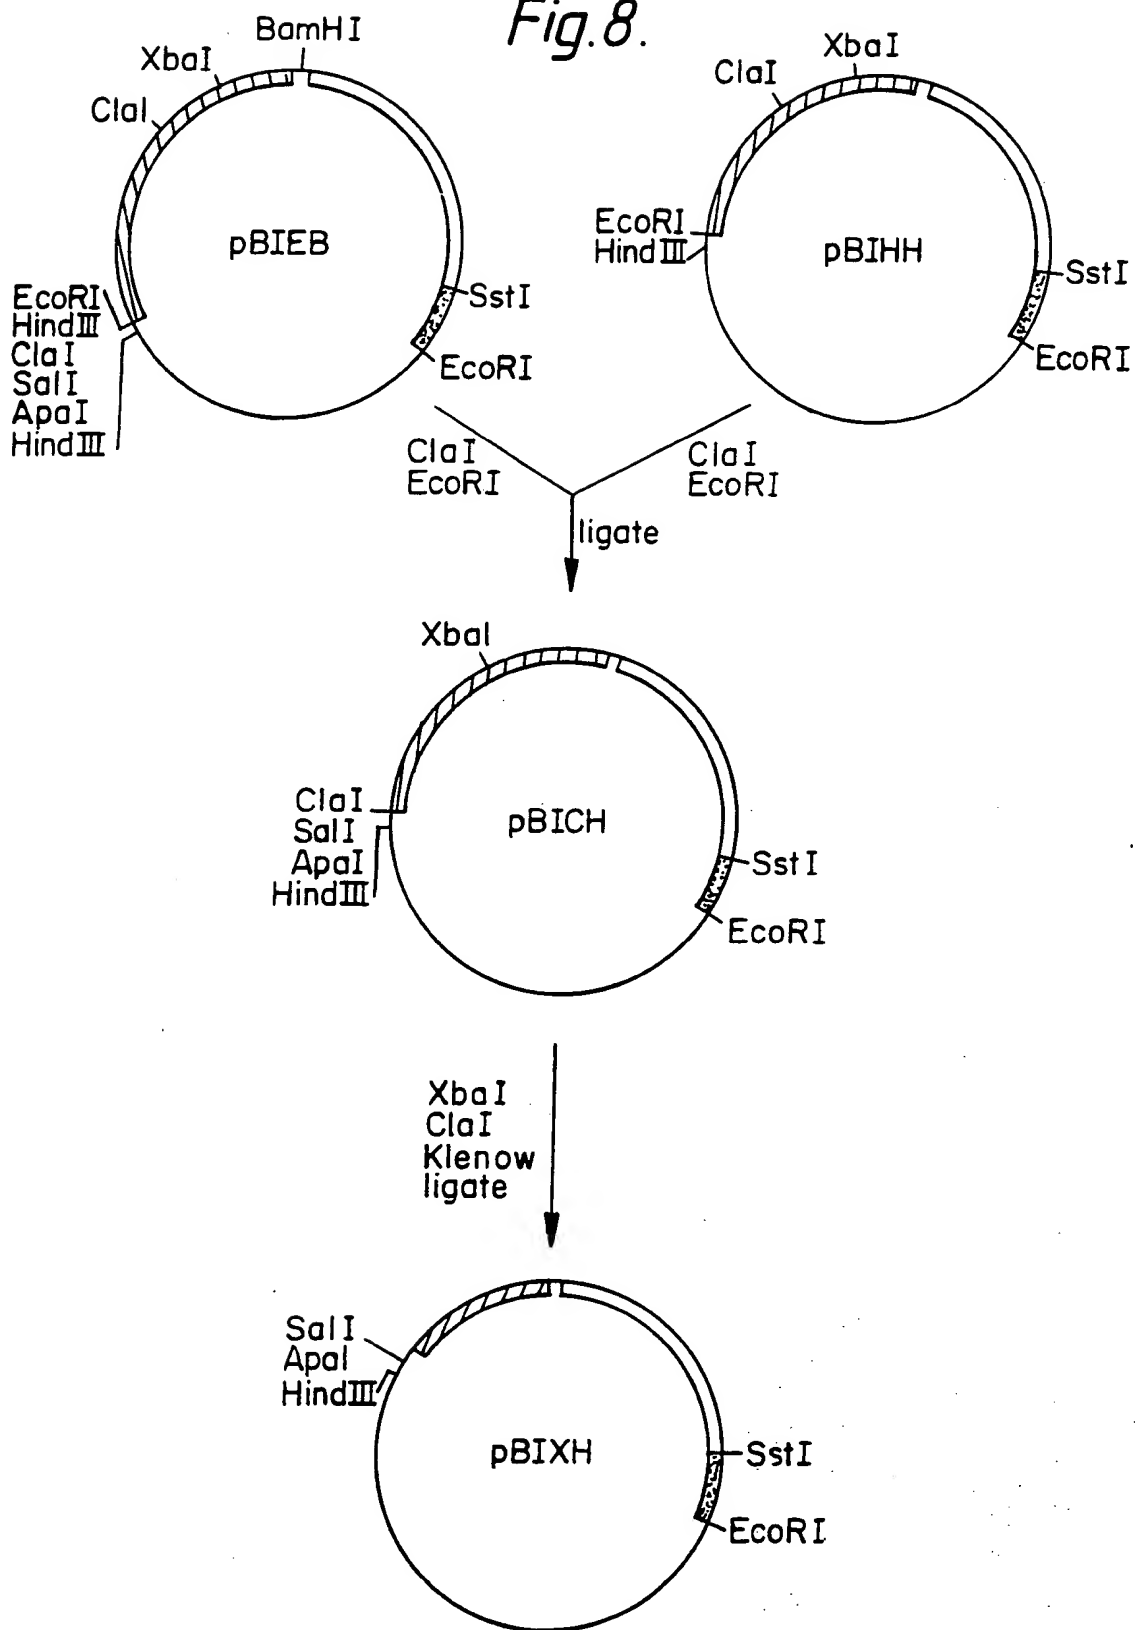 Fig.8.
BamHI
XbaI
ClaI
pBIEB
EcoRI
HindIII
ClaI
SalI
ApaI
HindIII
SstI
EcoRI
XbaI
ClaI
EcoRI
HindIII
pBIHH
SstI
EcoRI
ClaI
EcoRI
ClaI
EcoRI
ligate
XbaI
ClaI
SalI
ApaI
HindIII
pBICH
SstI
EcoRI
XbaI
ClaI
Klenow
ligate
SalI
ApaI
HindIII
pBIXH
SstI
EcoRI